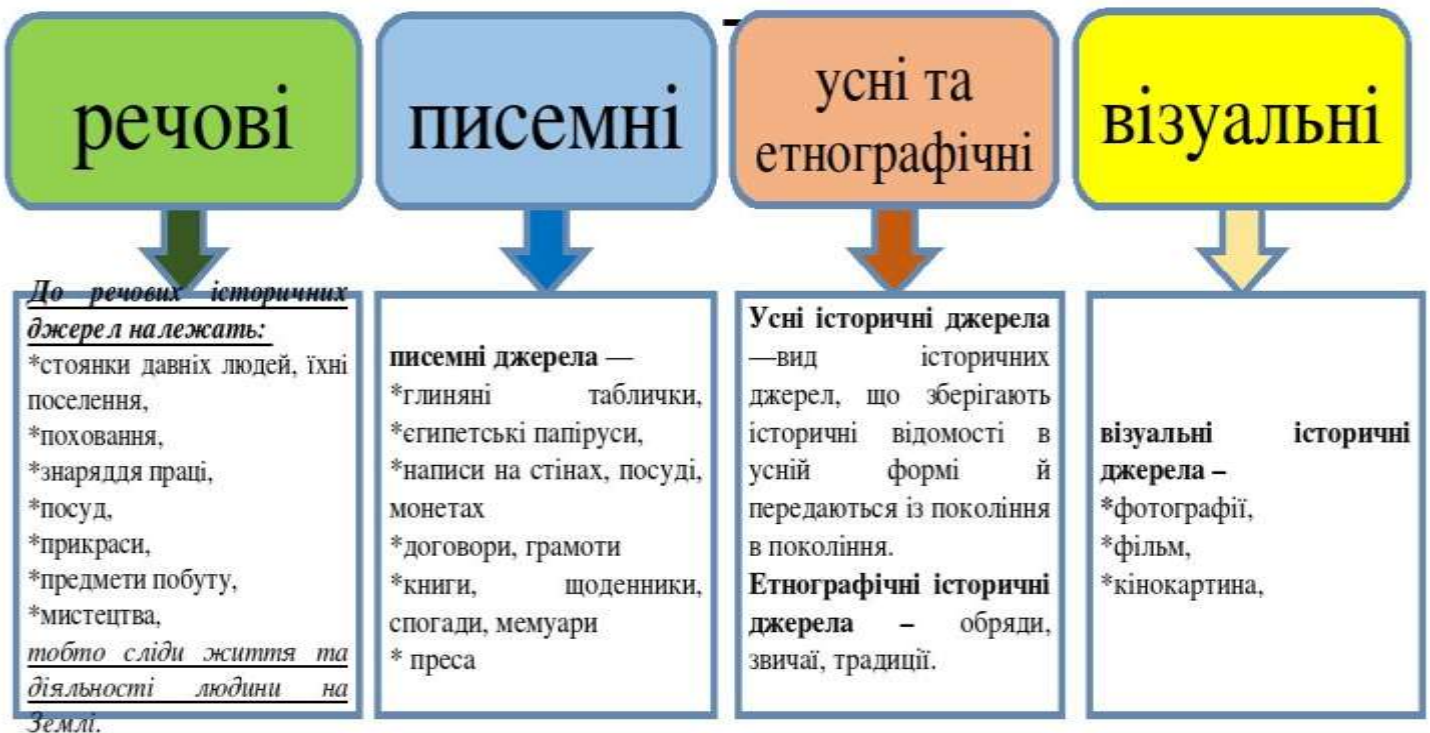 речові
До речових історичних
джерел належать:
*стоянки давніх людей, їхні
поселення,
*поховання,
*знаряддя праці,
*посуд,
*прикраси,
*предмети побуту,
*мистецтва,
тобто сліди життя та
діяльності людини на
Землі.
писемні
писемні джерела —
*глиняні таблички,
*єгипетські папіруси,
*написи на стінах, посуді,
монетах
*договори, грамоти
*книги, щоденники,
спогади, мемуари
* преса
усні та
етнографічні
Усні історичні джерела
—вид історичних
джерел, що зберігають
історичні відомості в
усній формі й
передаються із покоління
в покоління.
Етнографічні історичні
джерела – обряди,
звичаї, традиції.
візуальні
візуальні історичні
джерела –
*фотографії,
*фільм,
*кінокартина,